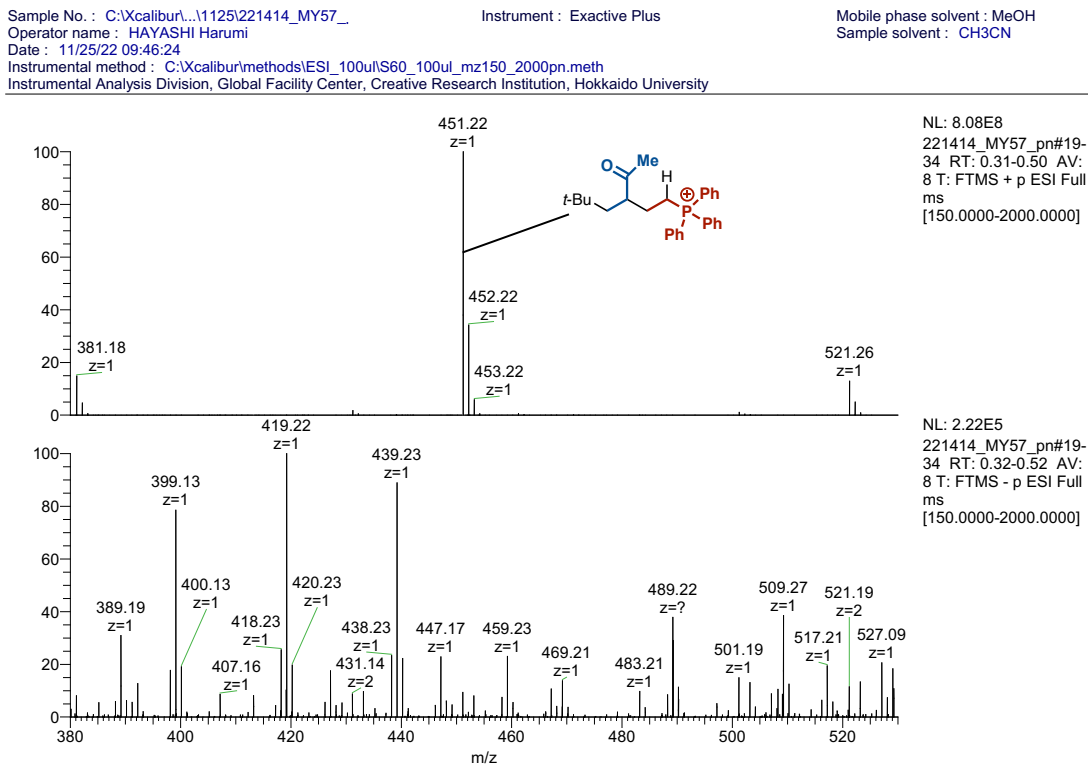 Sample No. : C:\Xcalibur\...\1125\221414_MY57_, Instrument : Exactive Plus Mobile phase solvent : MeOH
Operator name : HAYASHI Harumi Sample solvent : CH3CN
Date : 11/25/22 09:46:24
Instrumental method : C:\Xcalibur\methods\ESI_100ul\S60_100ul_mz150_2000pn.meth
Instrumental Analysis Division, Global Facility Center, Creative Research Institution, Hokkaido University
NL: 8.08E8
221414_MY57_pn#19-
34 RT: 0.31-0.50 AV:
8 T: FTMS + p ESI Full
ms
[150.0000-2000.0000]
100
80
60
40
20
0
381.18
z=1
451.22
z=1
452.22
z=1
453.22
z=1
521.26
z=1
O
Me
H
t-Bu
P
⊕
Ph
Ph
Ph
NL: 2.22E5
221414_MY57_pn#19-
34 RT: 0.32-0.52 AV:
8 T: FTMS - p ESI Full
ms
[150.0000-2000.0000]
100
80
60
40
20
0
389.19
z=1
399.13
z=1
400.13
z=1
407.16
z=1
418.23
z=1
419.22
z=1
420.23
z=1
431.14
z=2
438.23
z=1
439.23
z=1
447.17
z=1
459.23
z=1
469.21
z=1
483.21
z=1
489.22
z=?
501.19
z=1
509.27
z=1
517.21
z=1
521.19
z=2
527.09
z=1
380 400 420 440 460 480 500 520
m/z